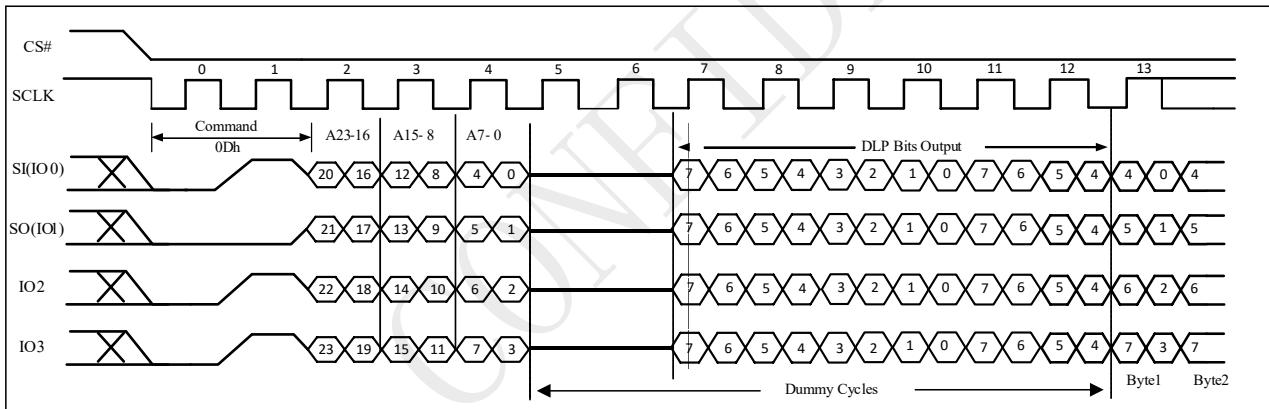 CS#
0 1 2 3 4 5 6 7 8 9 10 11 12 13
SCLK
Command
0Dh
A23-16 A15- 8 A7- 0
DLP Bits Output
SI(IO0) 20 16 12 8 4 0 7 6 5 4 3 2 1 0 7 6 5 4 4 0 4
SO(IO1) 21 17 13 9 5 1 7 6 5 4 3 2 1 0 7 6 5 4 5 1 5
IO2 22 18 14 10 6 2 7 6 5 4 3 2 1 0 7 6 5 4 6 2 6
IO3 23 19 15 11 7 3 7 6 5 4 3 2 1 0 7 6 5 4 7 3 7
Dummy Cycles
Byte1 Byte2